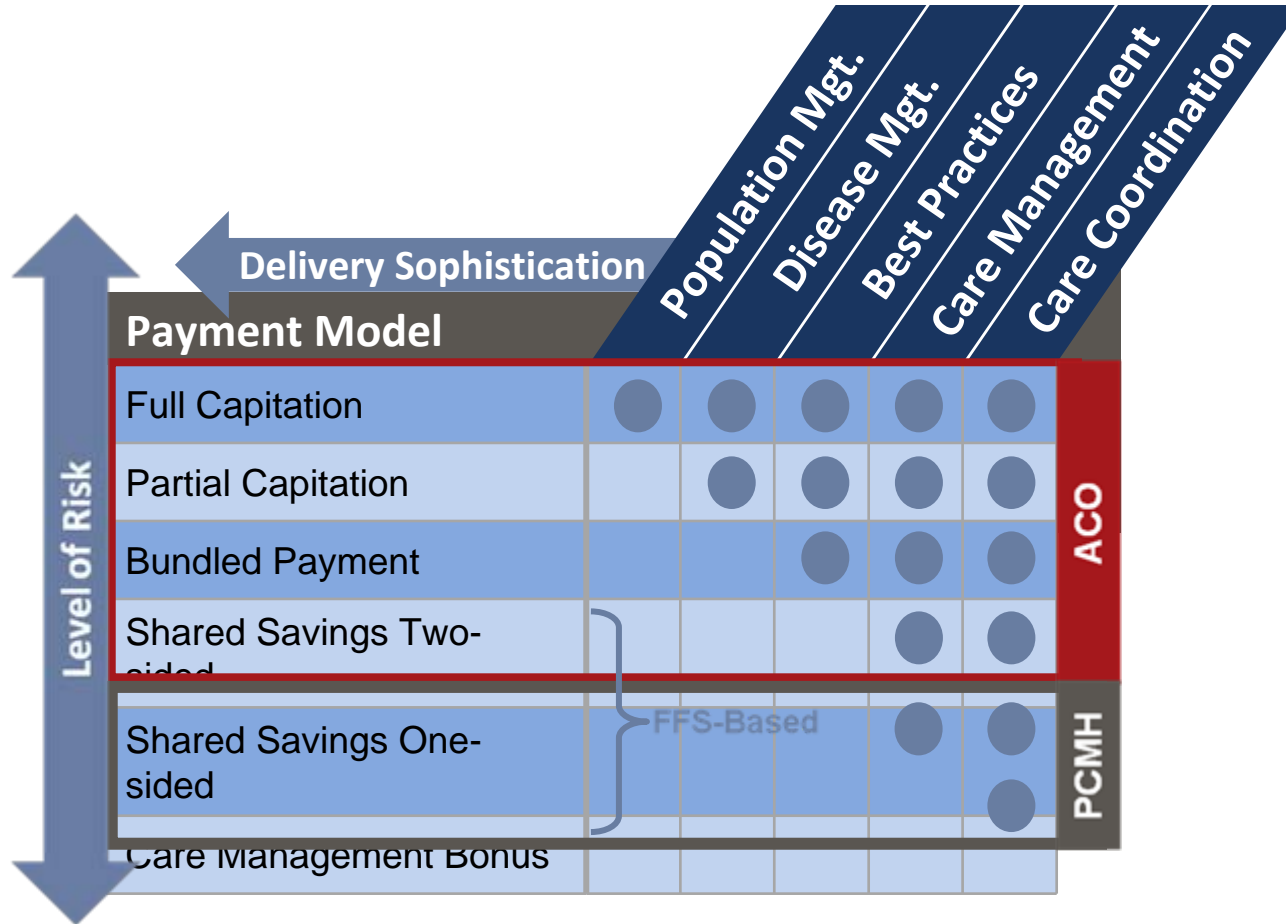 Population Mgt.
Disease Mgt.
Best Practices
Care Management
Care Coordination
Delivery Sophistication
Payment Model
Level of Risk
Full Capitation
Partial Capitation
Bundled Payment
Shared Savings Two-
sided
ACO
FFS-Based
Shared Savings One-
sided
PCMH
Care Management Bonus